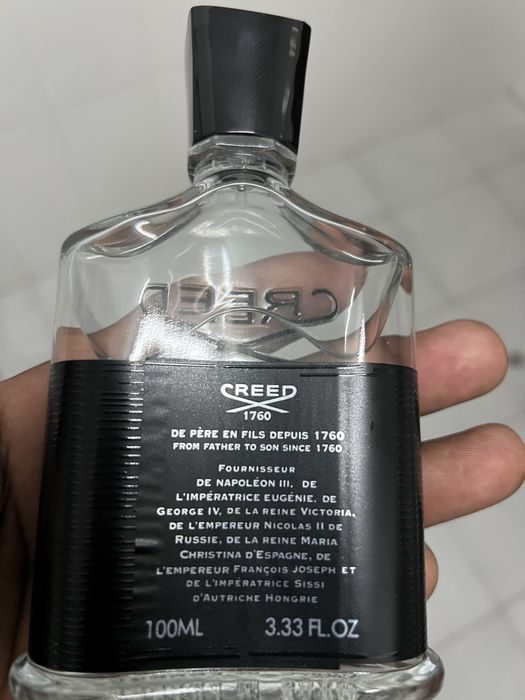 CREED
CREED
1760
DE PÈRE EN FILS DEPUIS 1760
FROM FATHER TO SON SINCE 1760
FOURNISSEUR
DE NAPOLÉON III, DE
L'IMPÉRATRICE EUGÉNIE, DE
GEORGE IV, DE LA REINE VICTORIA,
DE L'EMPEREUR NICOLAS II DE
RUSSIE, DE LA REINE MARIA
CHRISTINA D'ESPAGNE, DE
L'EMPEREUR FRANÇOIS JOSEPH ET
DE L'IMPÉRATRICE SISSI
D'AUTRICHE HONGRIE
100ML 3.33 FL.OZ